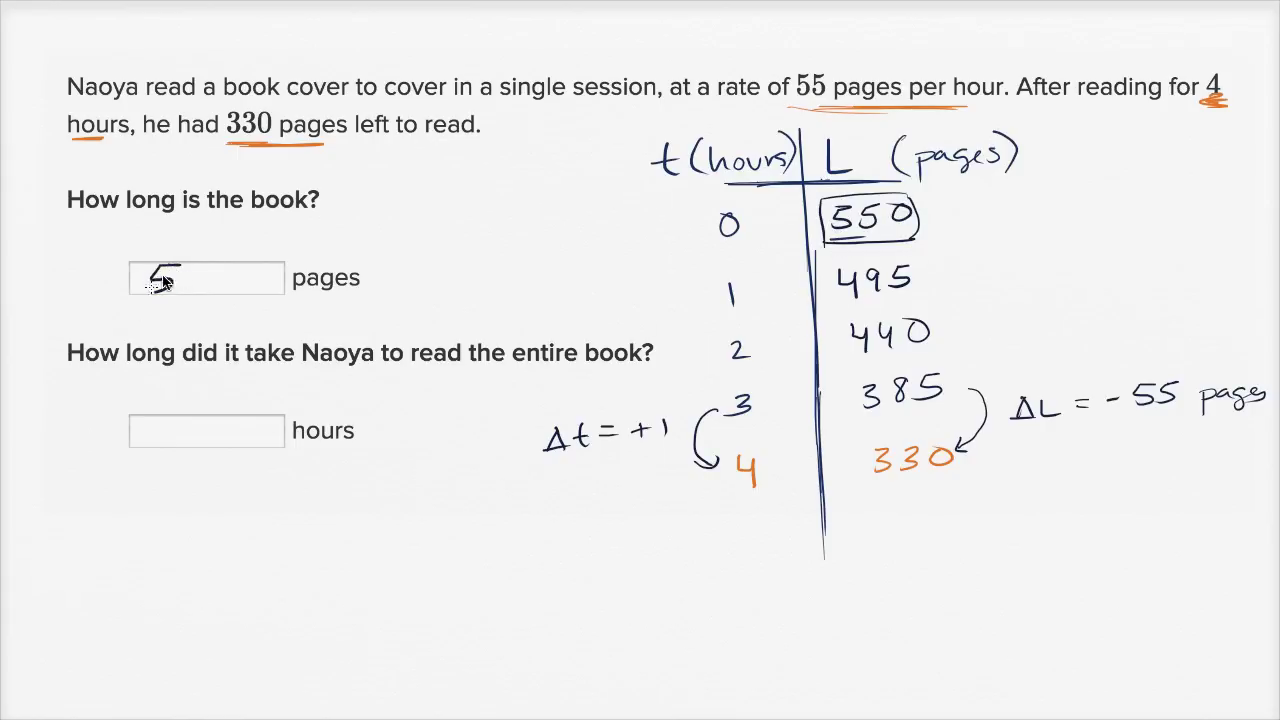 Naoya read a book cover to cover in a single session, at a rate of 55 pages per hour. After reading for 4
hours, he had 330 pages left to read.
t (hours) L (pages)
How long is the book?
0 550
5 pages
1 495
2 440
How long did it take Naoya to read the entire book?
3 385
ΔL = -55 pages
hours
Δt = +1
4 330